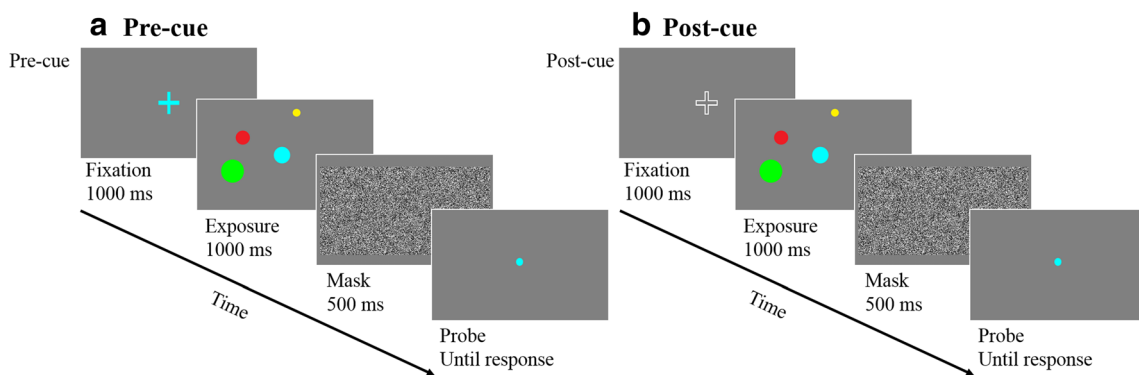 a Pre-cue
Pre-cue
Fixation
1000 ms
Exposure
1000 ms
Mask
500 ms
Time
Probe
Until response
b Post-cue
Post-cue
Fixation
1000 ms
Exposure
1000 ms
Mask
500 ms
Time
Probe
Until response